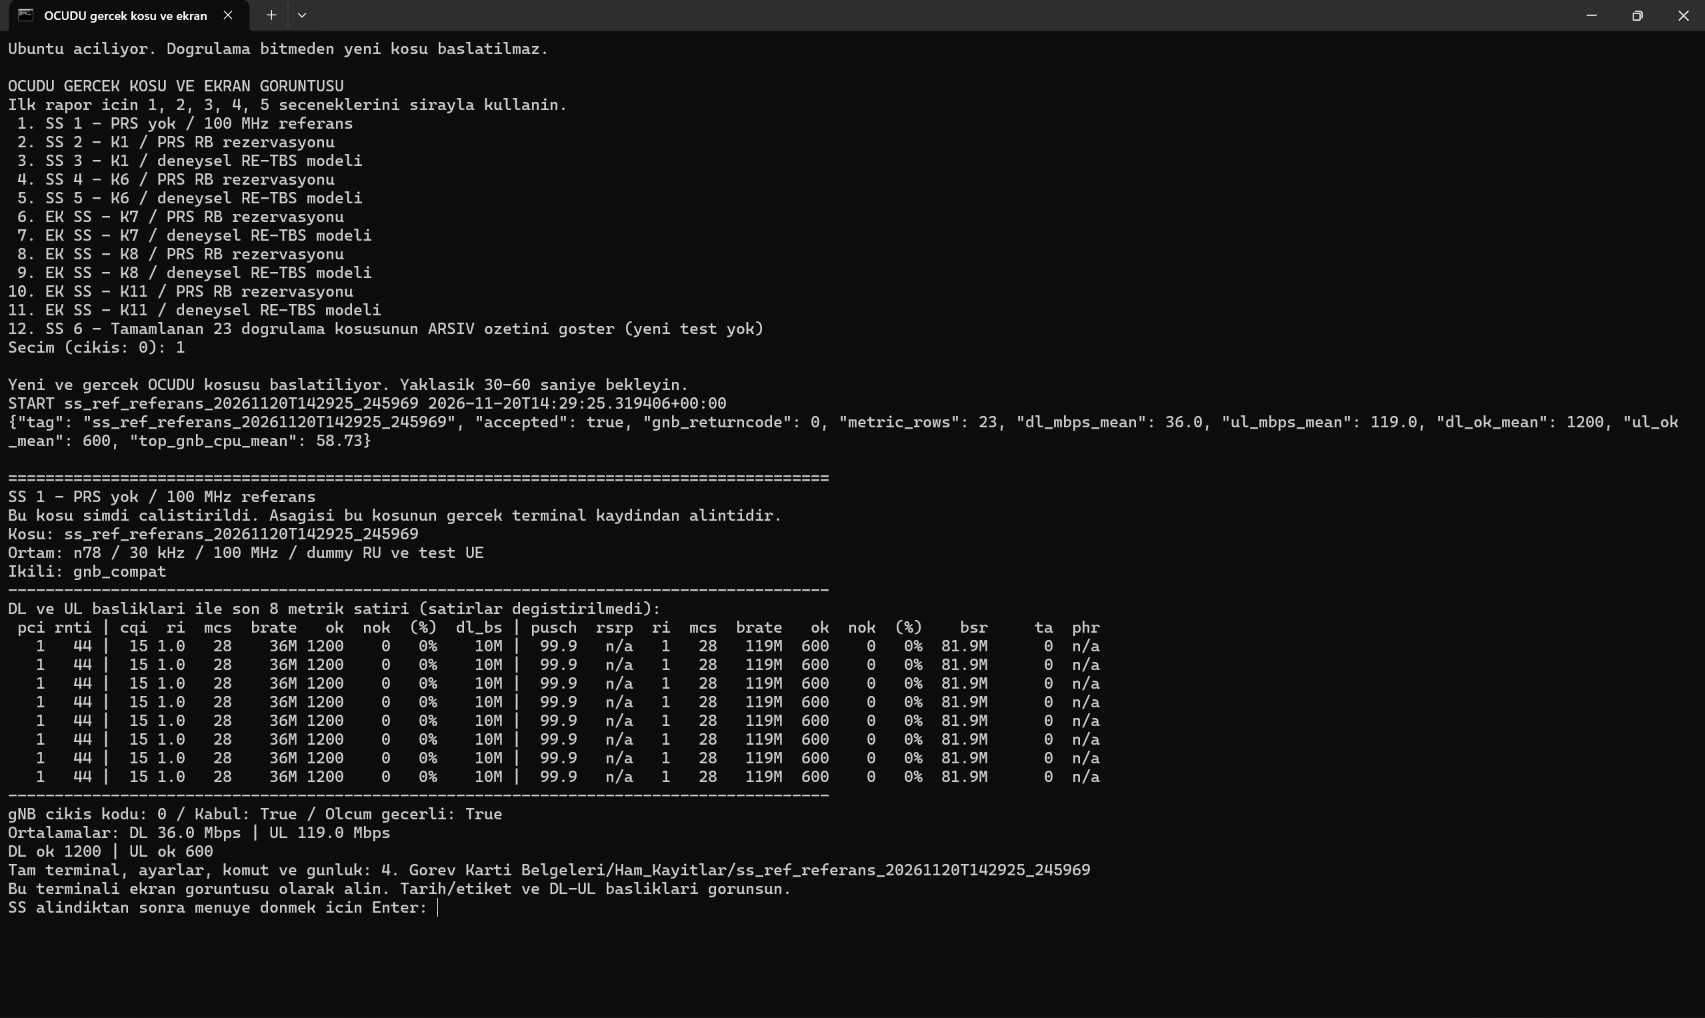 OCUDU gercek kosu ve ekran
Ubuntu aciliyor. Dogrulama bitmeden yeni kosu baslatilmaz.
OCUDU GERCEK KOSU VE EKRAN GORUNTUSU
Ilk rapor icin 1, 2, 3, 4, 5 seceneklerini sirayla kullanin.
1. SS 1 - PRS yok / 100 MHz referans
2. SS 2 - K1 / PRS RB rezervasyonu
3. SS 3 - K1 / deneysel RE-TBS modeli
4. SS 4 - K6 / PRS RB rezervasyonu
5. SS 5 - K6 / deneysel RE-TBS modeli
6. EK SS - K7 / PRS RB rezervasyonu
7. EK SS - K7 / deneysel RE-TBS modeli
8. EK SS - K8 / PRS RB rezervasyonu
9. EK SS - K8 / deneysel RE-TBS modeli
10. EK SS - K11 / PRS RB rezervasyonu
11. EK SS - K11 / deneysel RE-TBS modeli
12. SS 6 - Tamamlanan 23 dogrulama kosusunun ARSIV ozetini goster (yeni test yok)
Secim (cikis: 0): 1
Yeni ve gercek OCUDU kosusu baslatiliyor. Yaklasik 30-60 saniye bekleyin.
START ss_ref_referans_20261120T142925_245969 2026-11-20T14:29:25.319406+00:00
{"tag": "ss_ref_referans_20261120T142925_245969", "accepted": true, "gnb_returncode": 0, "metric_rows": 23, "dl_mbps_mean": 36.0, "ul_mbps_mean": 119.0, "dl_ok_mean": 1200, "ul_ok
_mean": 600, "top_gnb_cpu_mean": 58.73}
=========================================================================================
SS 1 - PRS yok / 100 MHz referans
Bu kosu simdi calistirildi. Asagisi bu kosunun gercek terminal kaydindan alintidir.
Kosu: ss_ref_referans_20261120T142925_245969
Ortam: n78 / 30 kHz / 100 MHz / dummy RU ve test UE
Ikili: gnb_compat
-----------------------------------------------------------------------------------------
DL ve UL basliklari ile son 8 metrik satiri (satirlar degistirilmedi):
pci rnti | cqi ri mcs brate ok nok (%) dl_bs | pusch rsrp ri mcs brate ok nok (%) bsr ta phr
1 44 | 15 1.0 28 36M 1200 0 0% 10M | 99.9 n/a 1 28 119M 600 0 0% 81.9M 0 n/a
1 44 | 15 1.0 28 36M 1200 0 0% 10M | 99.9 n/a 1 28 119M 600 0 0% 81.9M 0 n/a
1 44 | 15 1.0 28 36M 1200 0 0% 10M | 99.9 n/a 1 28 119M 600 0 0% 81.9M 0 n/a
1 44 | 15 1.0 28 36M 1200 0 0% 10M | 99.9 n/a 1 28 119M 600 0 0% 81.9M 0 n/a
1 44 | 15 1.0 28 36M 1200 0 0% 10M | 99.9 n/a 1 28 119M 600 0 0% 81.9M 0 n/a
1 44 | 15 1.0 28 36M 1200 0 0% 10M | 99.9 n/a 1 28 119M 600 0 0% 81.9M 0 n/a
1 44 | 15 1.0 28 36M 1200 0 0% 10M | 99.9 n/a 1 28 119M 600 0 0% 81.9M 0 n/a
1 44 | 15 1.0 28 36M 1200 0 0% 10M | 99.9 n/a 1 28 119M 600 0 0% 81.9M 0 n/a
-----------------------------------------------------------------------------------------
gNB cikis kodu: 0 / Kabul: True / Olcum gecerli: True
Ortalamalar: DL 36.0 Mbps | UL 119.0 Mbps
DL ok 1200 | UL ok 600
Tam terminal, ayarlar, komut ve gunluk: 4. Gorev Karti Belgeleri/Ham_Kayitlar/ss_ref_referans_20261120T142925_245969
Bu terminali ekran goruntusu olarak alin. Tarih/etiket ve DL-UL basliklari gorunsun.
SS alindiktan sonra menuye donmek icin Enter: